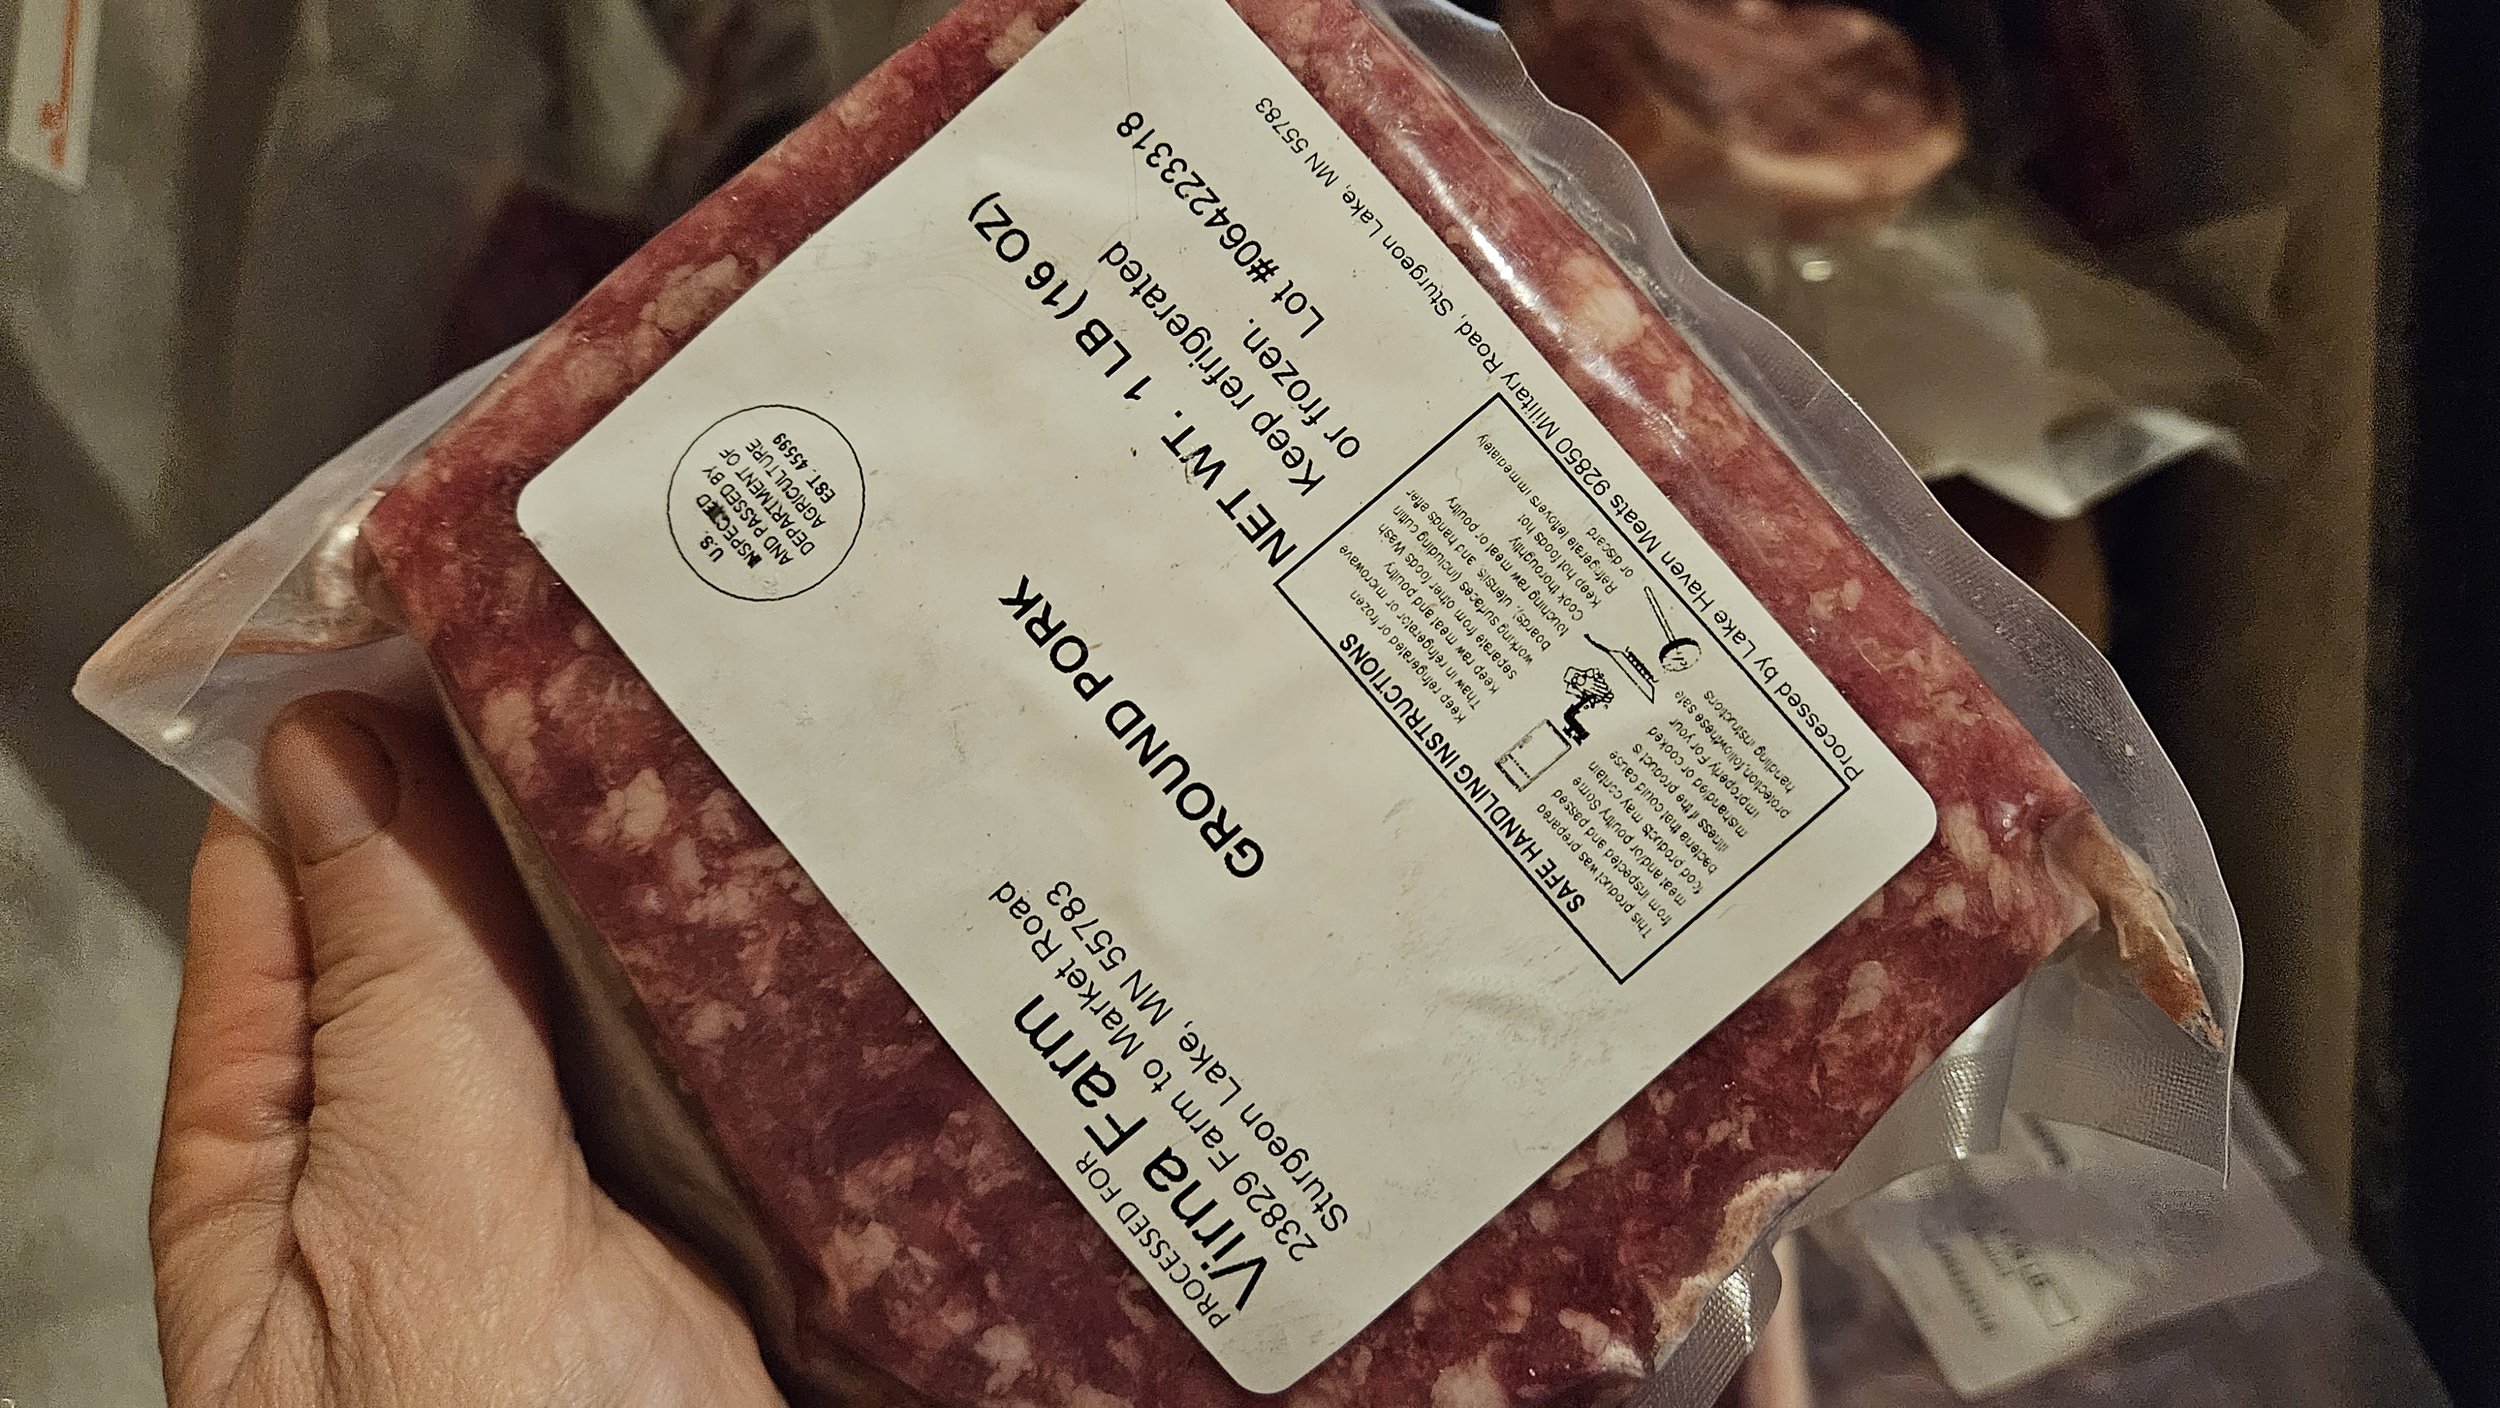 PROCESSED FOR
Virna Farm
23829 Farm to Market Road
Sturgeon Lake, MN 55783
GROUND PORK
U.S.
INSPECTED
AND PASSED BY
DEPARTMENT OF
AGRICULTURE
EST. 45599
NET WT. 1 LB (16 OZ)
Keep refrigerated
or frozen.
Lot #06422331 8
SAFE HANDLING INSTRUCTIONS
This product was prepared
from inspected and passed
meat and/or poultry Some
food products may contain
bacteria that could cause
illness if the product is
mishandled or cooked
improperly For your
protection, follow these safe
handling instructions
Keep refrigerated or frozen
Thaw in refrigerator or microwave
Keep raw meat and poultry
separate from other foods Wash
working surfaces (including cuttin
boards), utensils and hands after
touching raw meat or poultry
Cook thoroughly
Keep hot foods hot
Refrigerate leftovers immediately
or discard
Processed by Lake Haven Meats 92850 Military Road, Sturgeon Lake, MN 55783